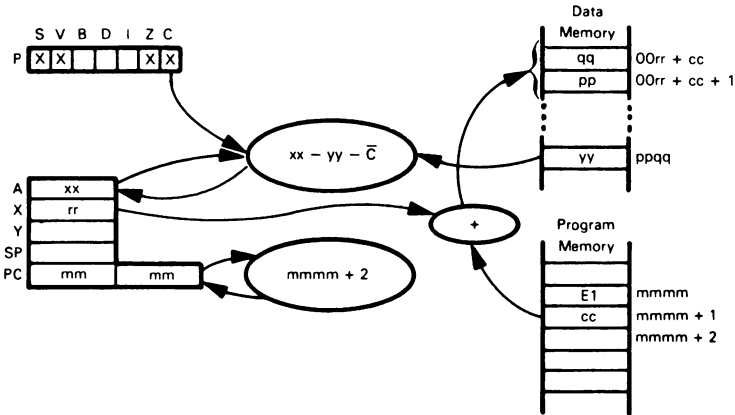 S V B D I Z C
P X X X X
Data
Memory
qq 00rr + cc
pp 00rr + cc + 1
xx – yy – C̅
yy ppqq
A xx
X rr
Y
SP
PC mm mm
mmmm + 2
+
Program
Memory
E1 mmmm
cc mmmm + 1
mmmm + 2